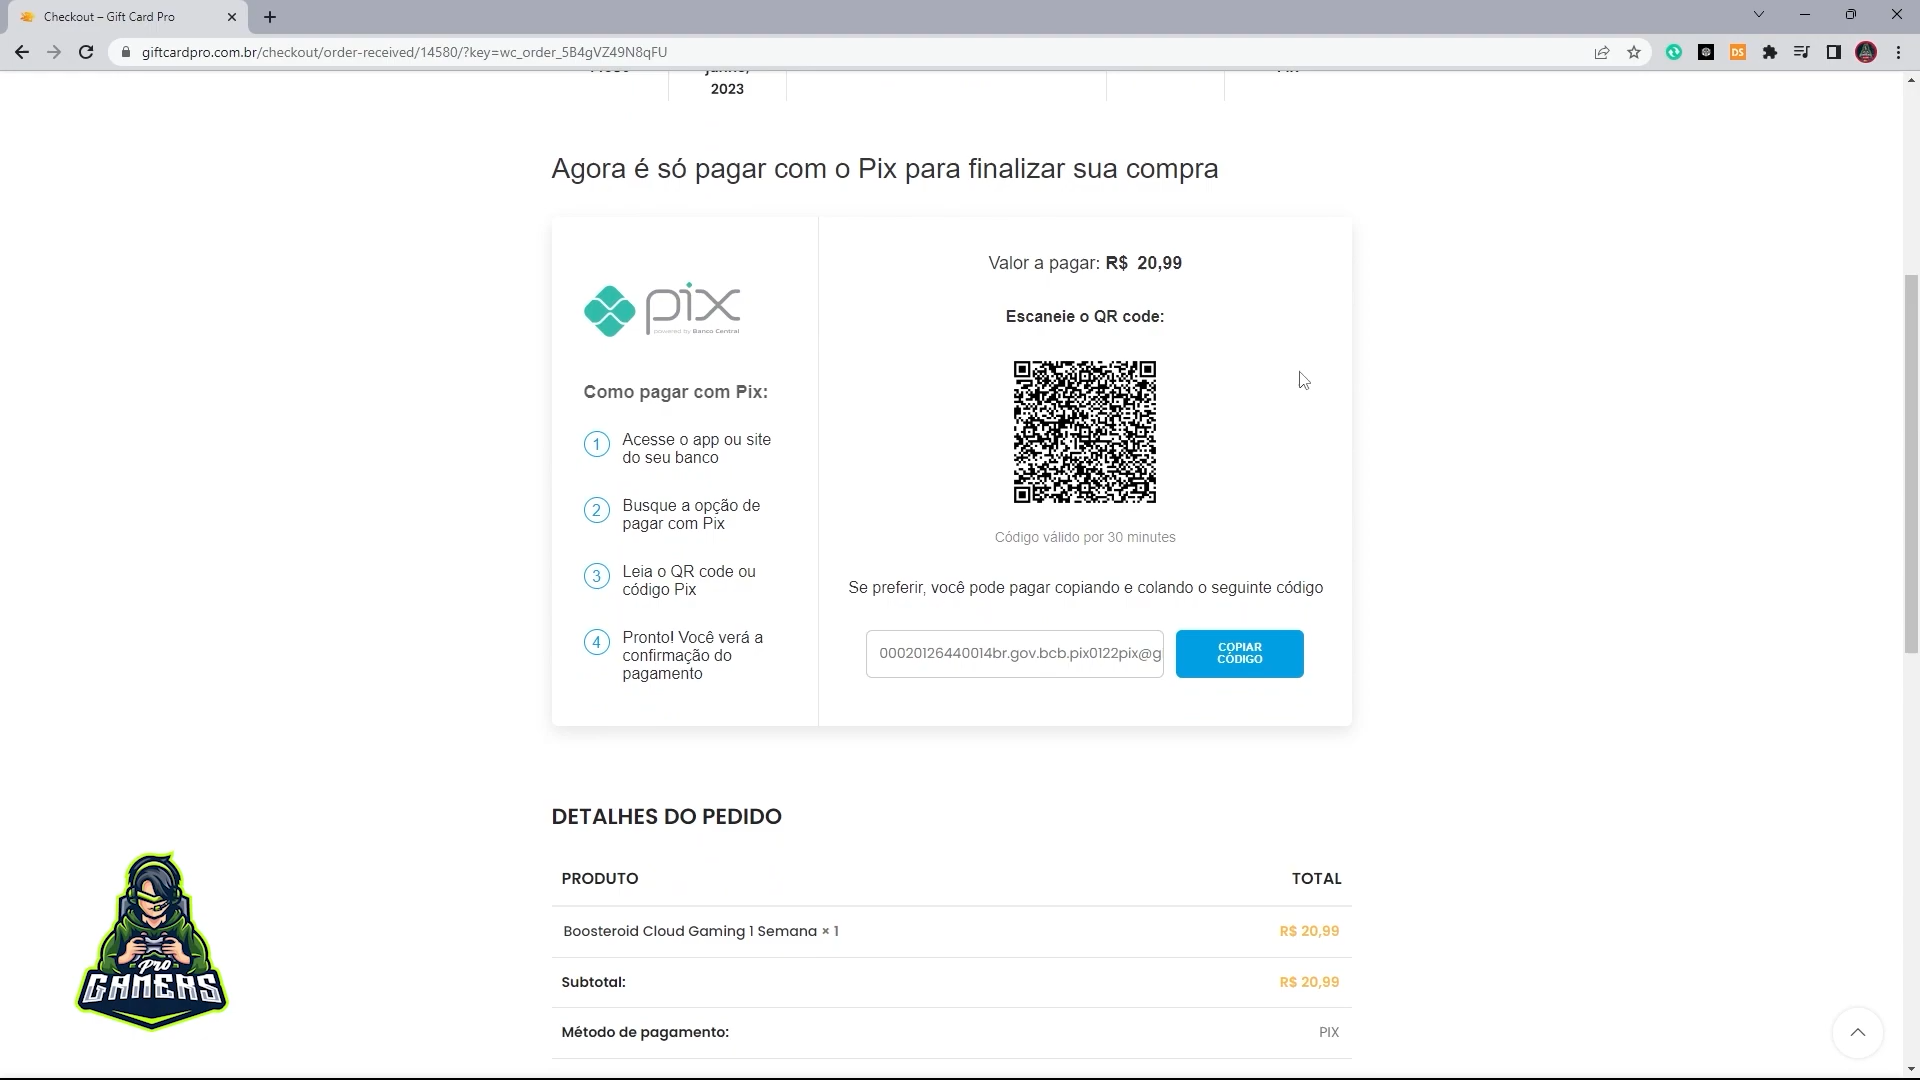 Checkout – Gift Card Pro
giftcardpro.com.br/checkout/order-received/14580/?key=wc_order_5B4gVZ49N8qFU
DS
2023
Agora é só pagar com o Pix para finalizar sua compra
pix
powered by Banco Central
Como pagar com Pix:
1 Acesse o app ou site
do seu banco
2 Busque a opção de
pagar com Pix
3 Leia o QR code ou
código Pix
4 Pronto! Você verá a
confirmação do
pagamento
Valor a pagar: R$ 20,99
Escaneie o QR code:
Código válido por 30 minutes
Se preferir, você pode pagar copiando e colando o seguinte código
00020126440014br.gov.bcb.pix0122pix@g
COPIAR
CÓDIGO
DETALHES DO PEDIDO
PRODUTO TOTAL
Boosteroid Cloud Gaming 1 Semana × 1 R$ 20,99
Subtotal: R$ 20,99
Método de pagamento: PIX
PRO
GAMERS